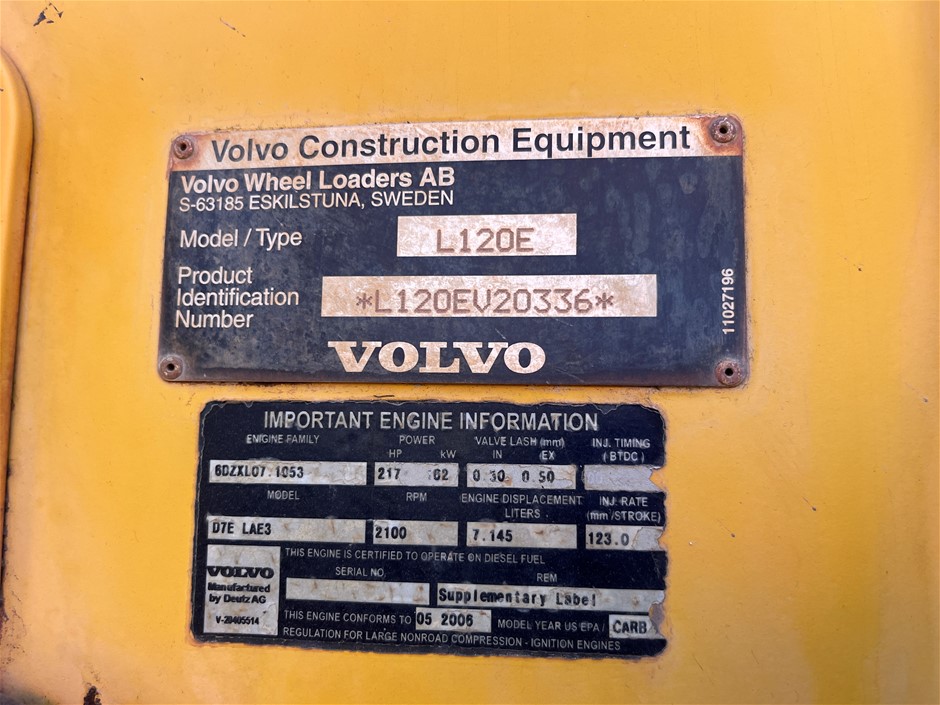 Volvo Construction Equipment
Volvo Wheel Loaders AB
S-63185 ESKILSTUNA, SWEDEN
Model / Type L120E
Product
Identification
Number
*L120EV20336*
11027196
VOLVO
IMPORTANT ENGINE INFORMATION
ENGINE FAMILY POWER VALVE LASH (mm) INJ. TIMING
HP kW IN EX (BTDC)
6DZXL07.1053 217 62 0.30 0.50
MODEL RPM ENGINE DISPLACEMENT INJ. RATE
LITERS (mm /STROKE)
D7E LAE3 2100 7.145 123.0
THIS ENGINE IS CERTIFIED TO OPERATE ON DIESEL FUEL
SERIAL NO. REM
VOLVO
Manufactured
by Deutz AG
V-20405514
Supplementary Label
THIS ENGINE CONFORMS TO 05 2006 MODEL YEAR US EPA / CARB
REGULATION FOR LARGE NONROAD COMPRESSION - IGNITION ENGINES